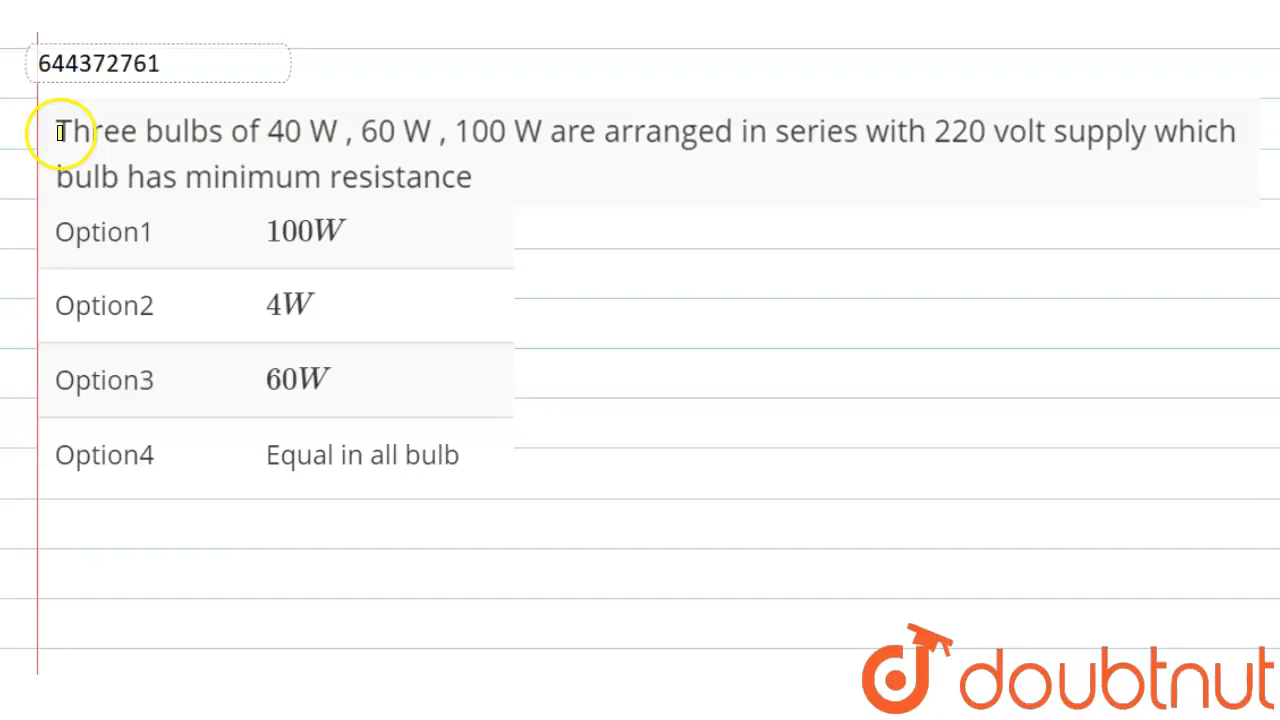 644372761
Three bulbs of 40 W , 60 W , 100 W are arranged in series with 220 volt supply which
bulb has minimum resistance
Option1 100W
Option2 4W
Option3 60W
Option4 Equal in all bulb
doubtnut